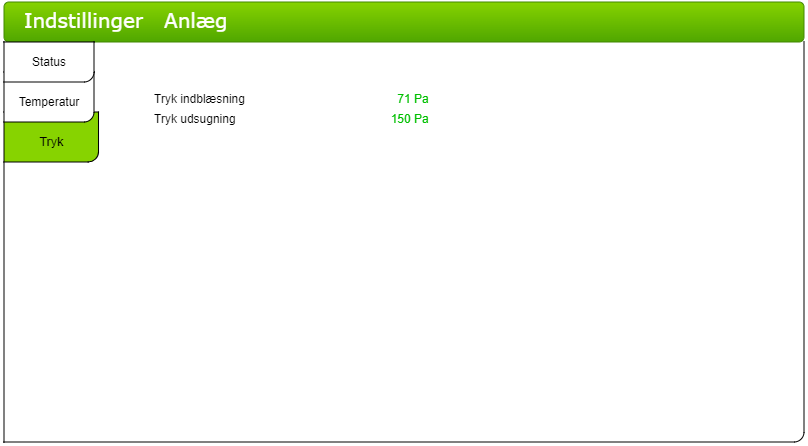 Indstillinger Anlæg
Status
Temperatur
Tryk
Tryk indblæsning 71 Pa
Tryk udsugning 150 Pa